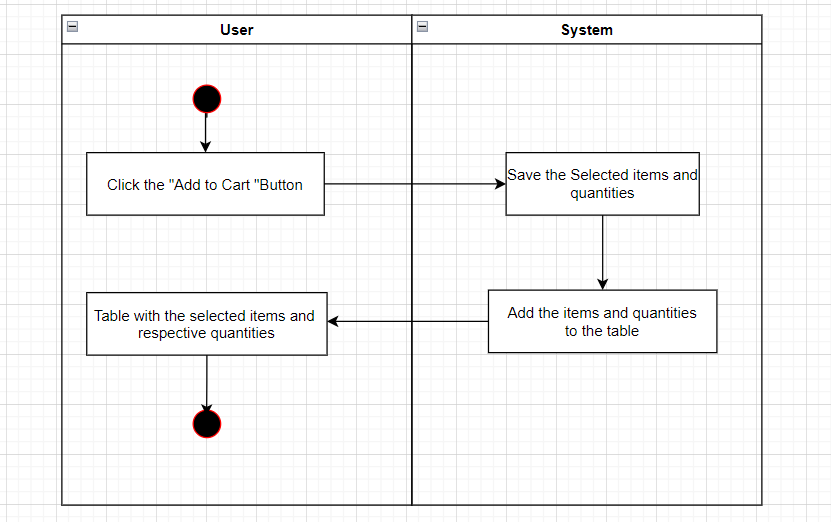 User
System
Click the "Add to Cart "Button
Save the Selected items and
quantities
Table with the selected items and
respective quantities
Add the items and quantities
to the table